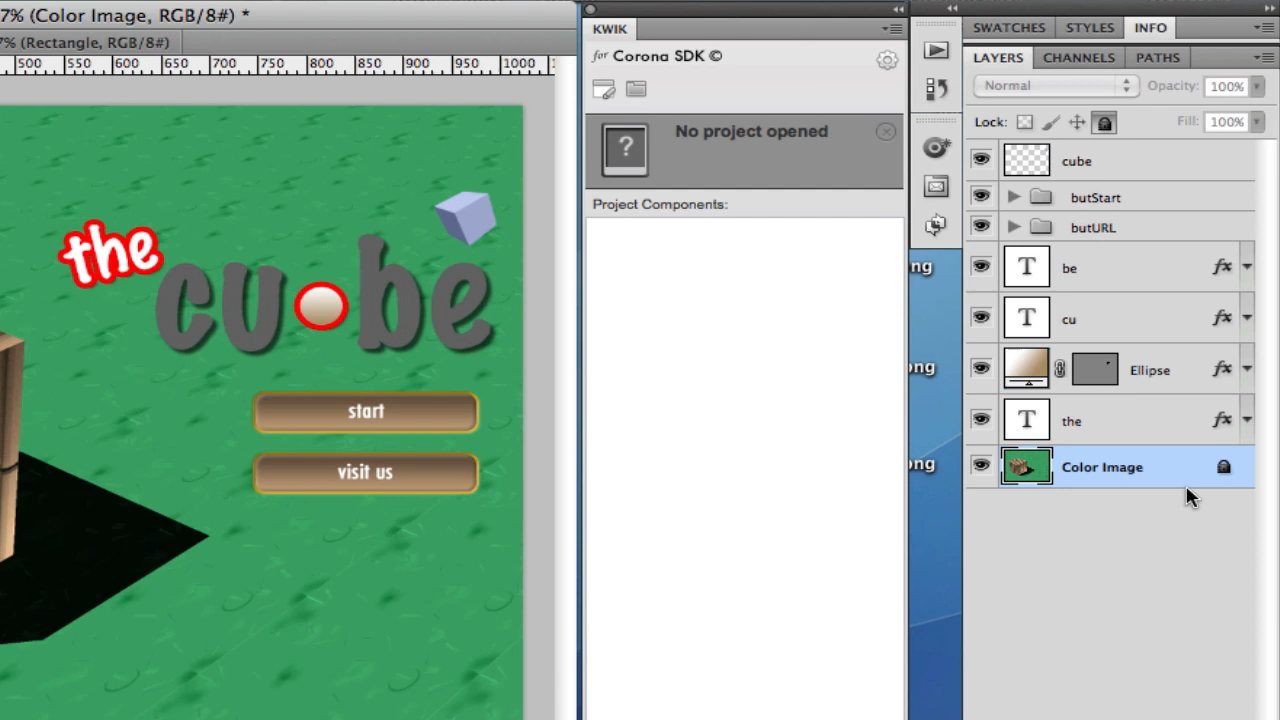 7% (Color Image, RGB/8#) *
7% (Rectangle, RGB/8#)
500 550 600 650 700 750 800 850 900 950 1000
the
cu be
start
visit us
KWIK
for Corona SDK ©
?
No project opened
Project Components:
ng
ong
ong
SWATCHES STYLES INFO
LAYERS CHANNELS PATHS
Normal Opacity: 100%
Lock: Fill: 100%
cube
butStart
butURL
T be fx
T cu fx
Ellipse fx
T the fx
Color Image